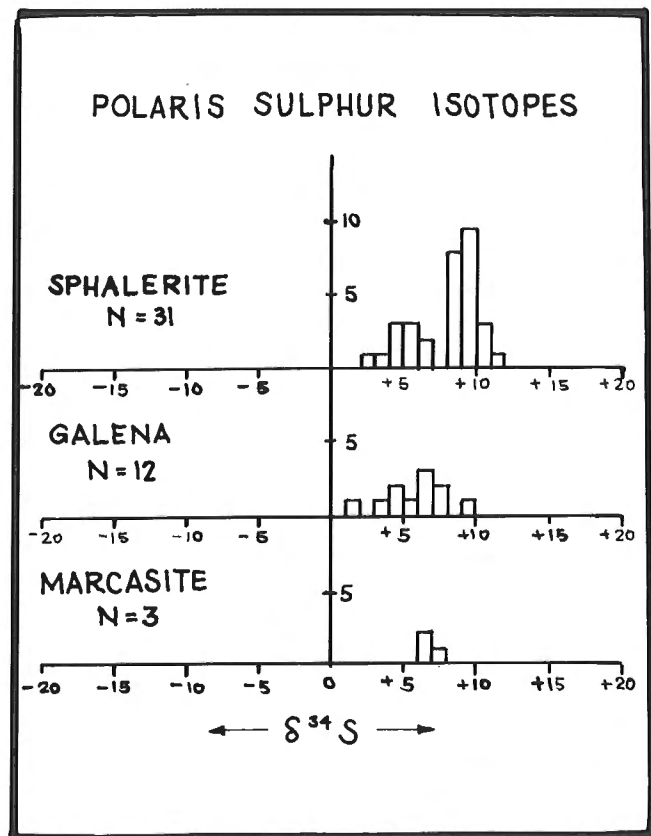 POLARIS SULPHUR ISOTOPES
10
SPHALERITE
5
N = 31
-20 -15 -10 -5 +5 +10 +15 +20
GALENA
5
N = 12
-20 -15 -10 -5 +5 +10 +15 +20
MARCASITE
5
N = 3
-20 -15 -10 -5 0 +5 +10 +15 +20
← δ³⁴S →